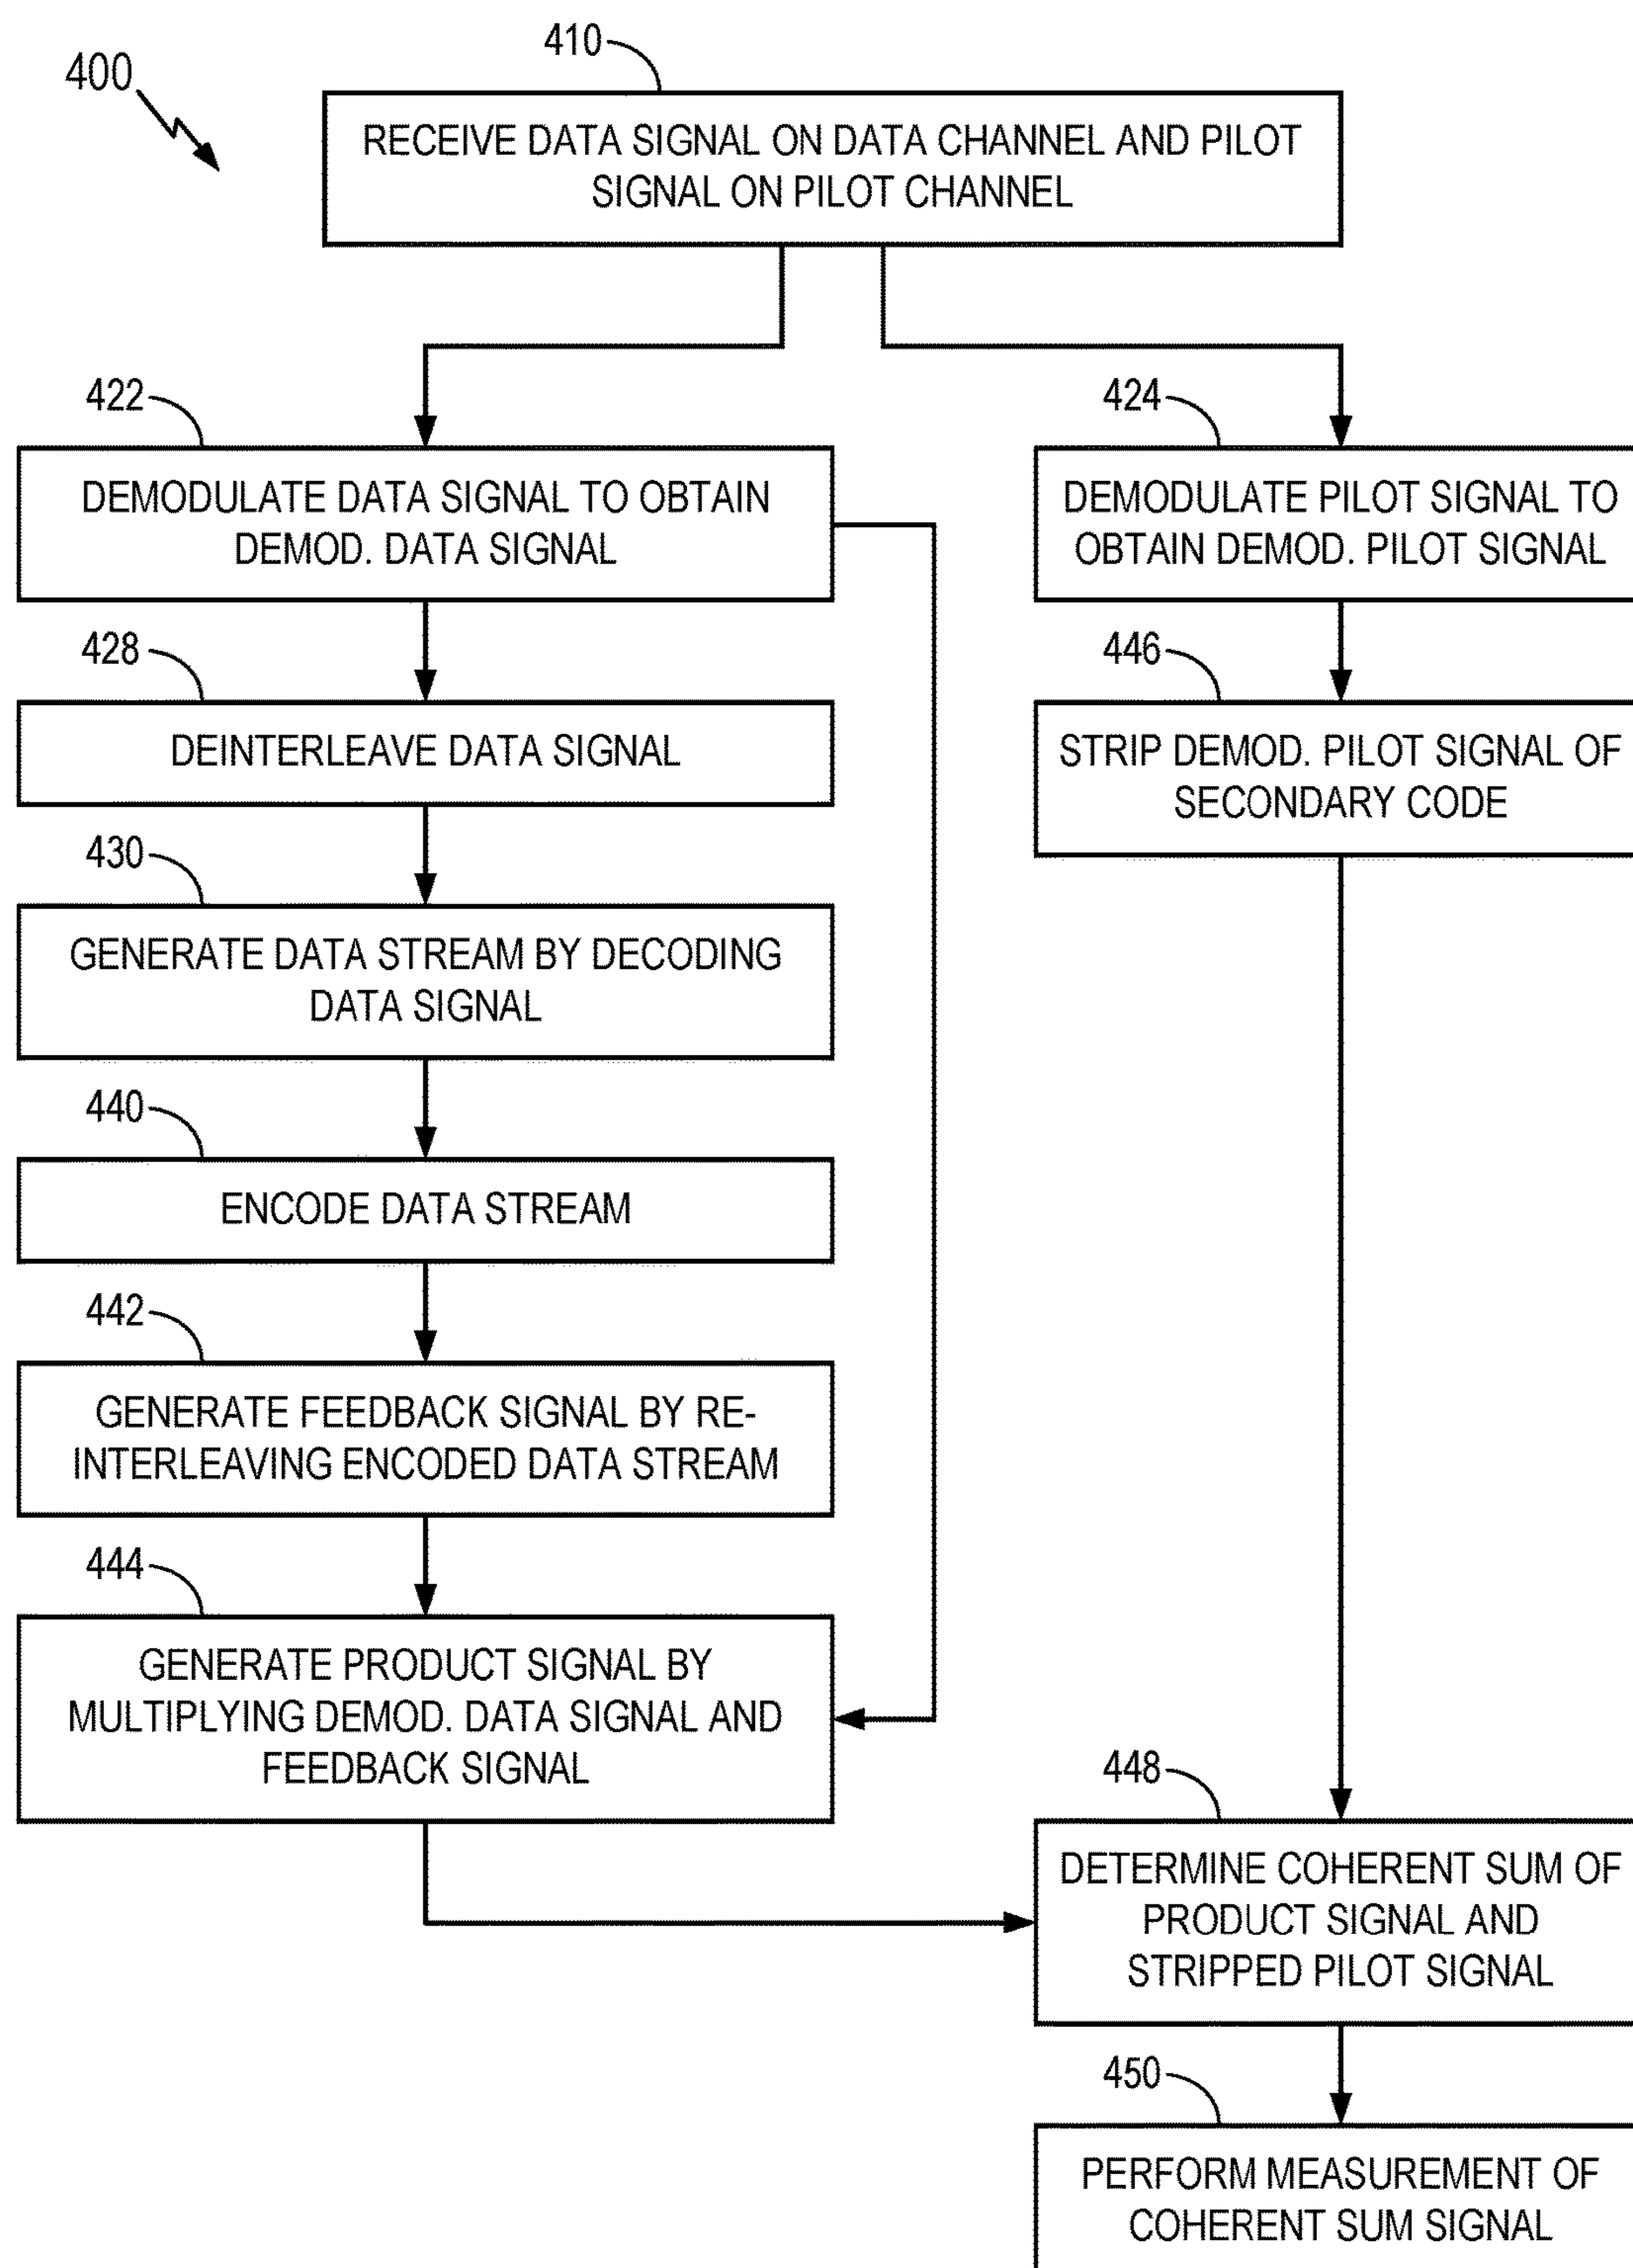 400
410
RECEIVE DATA SIGNAL ON DATA CHANNEL AND PILOT
SIGNAL ON PILOT CHANNEL
422
DEMODULATE DATA SIGNAL TO OBTAIN
DEMOD. DATA SIGNAL
424
DEMODULATE PILOT SIGNAL TO
OBTAIN DEMOD. PILOT SIGNAL
428
DEINTERLEAVE DATA SIGNAL
446
STRIP DEMOD. PILOT SIGNAL OF
SECONDARY CODE
430
GENERATE DATA STREAM BY DECODING
DATA SIGNAL
440
ENCODE DATA STREAM
442
GENERATE FEEDBACK SIGNAL BY RE-
INTERLEAVING ENCODED DATA STREAM
444
GENERATE PRODUCT SIGNAL BY
MULTIPLYING DEMOD. DATA SIGNAL AND
FEEDBACK SIGNAL
448
DETERMINE COHERENT SUM OF
PRODUCT SIGNAL AND
STRIPPED PILOT SIGNAL
450
PERFORM MEASUREMENT OF
COHERENT SUM SIGNAL